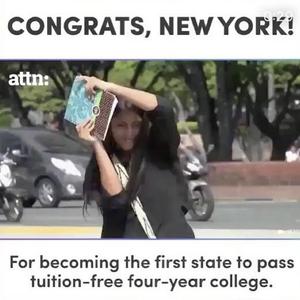 CONGRATS, NEW YORK!
attn:
For becoming the first state to pass
tuition-free four-year college.